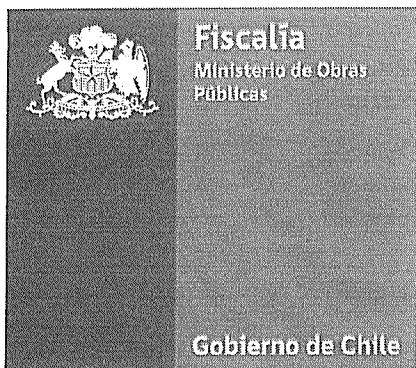 Fiscalía
Ministerio de Obras
Públicas
Gobierno de Chile